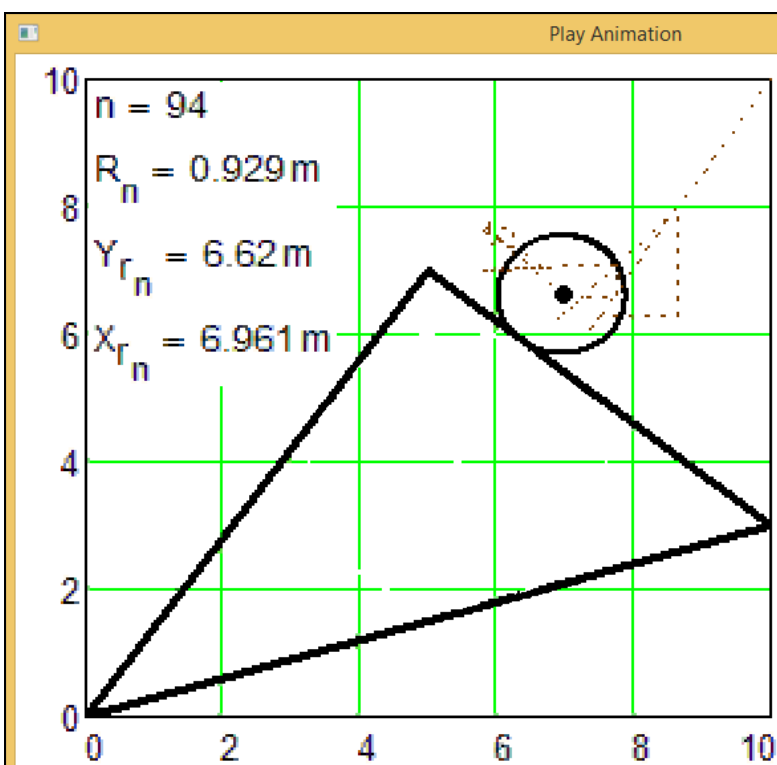 Play Animation
10
n = 94
R_n = 0.929 m
8
Y_r_n = 6.62 m
6
X_r_n = 6.961 m
4
2
0
0 2 4 6 8 10